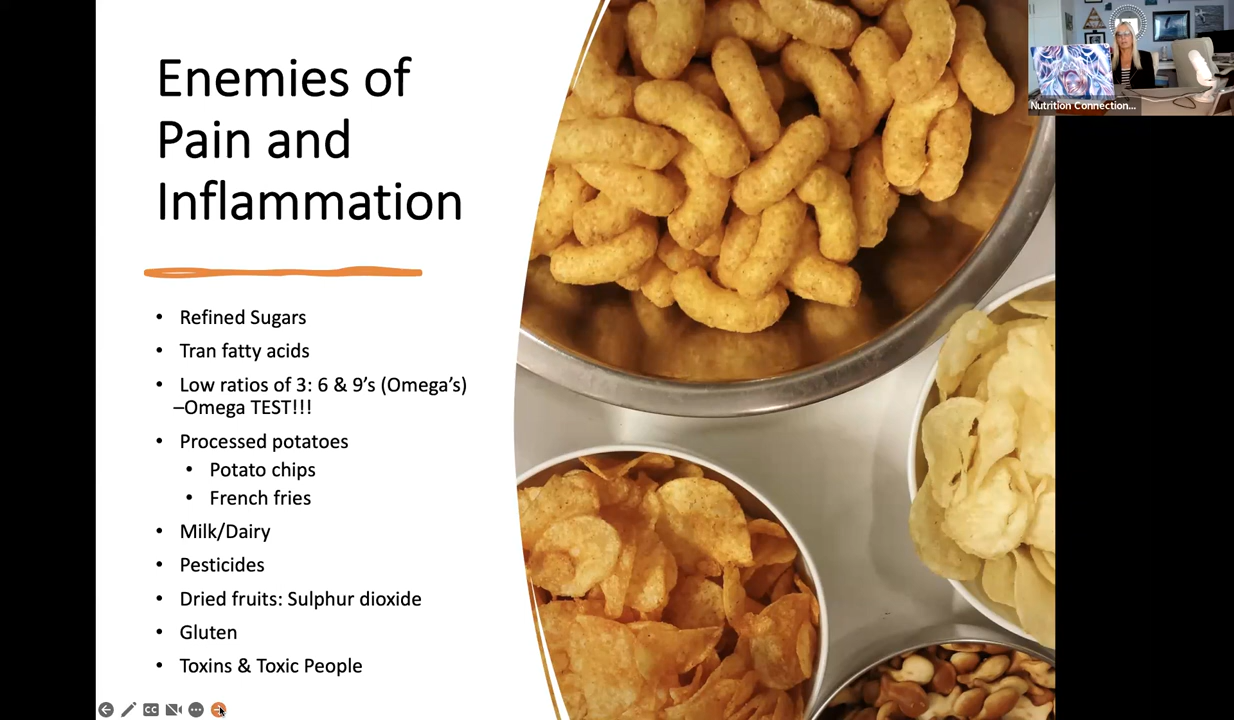 Enemies of
Pain and
Inflammation
• Refined Sugars
• Tran fatty acids
• Low ratios of 3: 6 & 9's (Omega's)
–Omega TEST!!!
• Processed potatoes
• Potato chips
• French fries
• Milk/Dairy
• Pesticides
• Dried fruits: Sulphur dioxide
• Gluten
• Toxins & Toxic People
Nutrition Connection...
CC